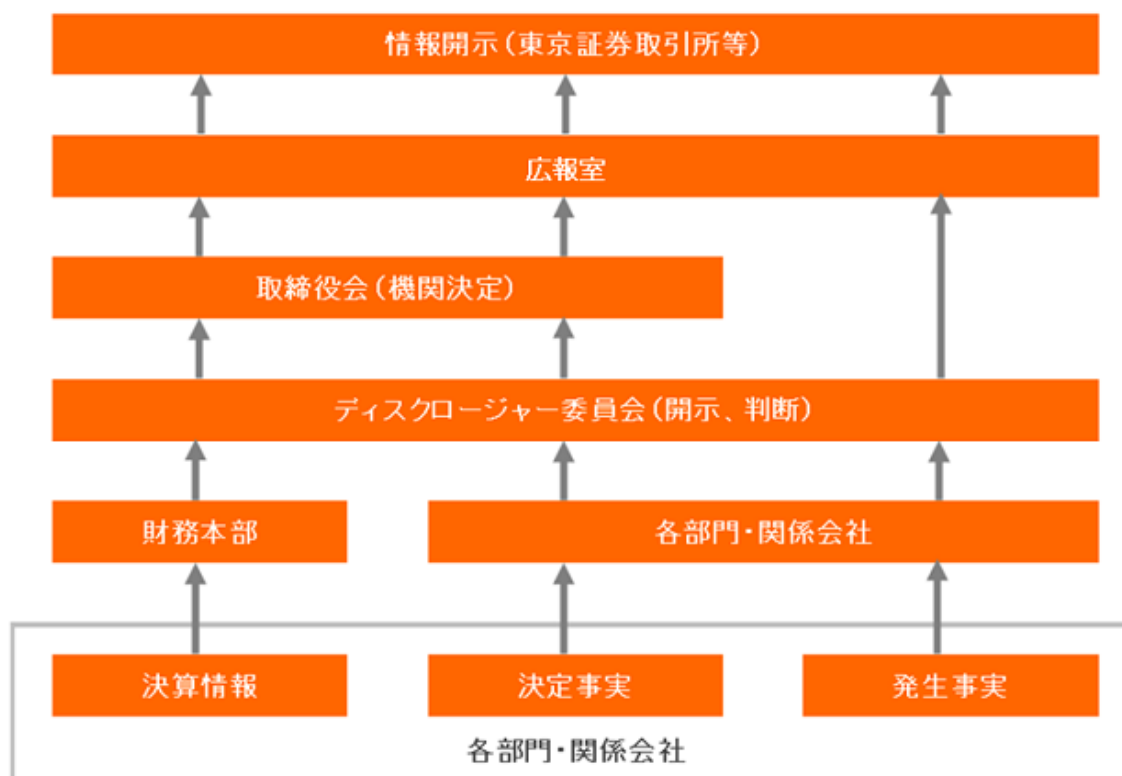 情報開示(東京証券取引所等)
広報室
取締役会(機関決定)
ディスクロージャー委員会(開示、判断)
財務本部
各部門・関係会社
決算情報
決定事実
発生事実
各部門・関係会社